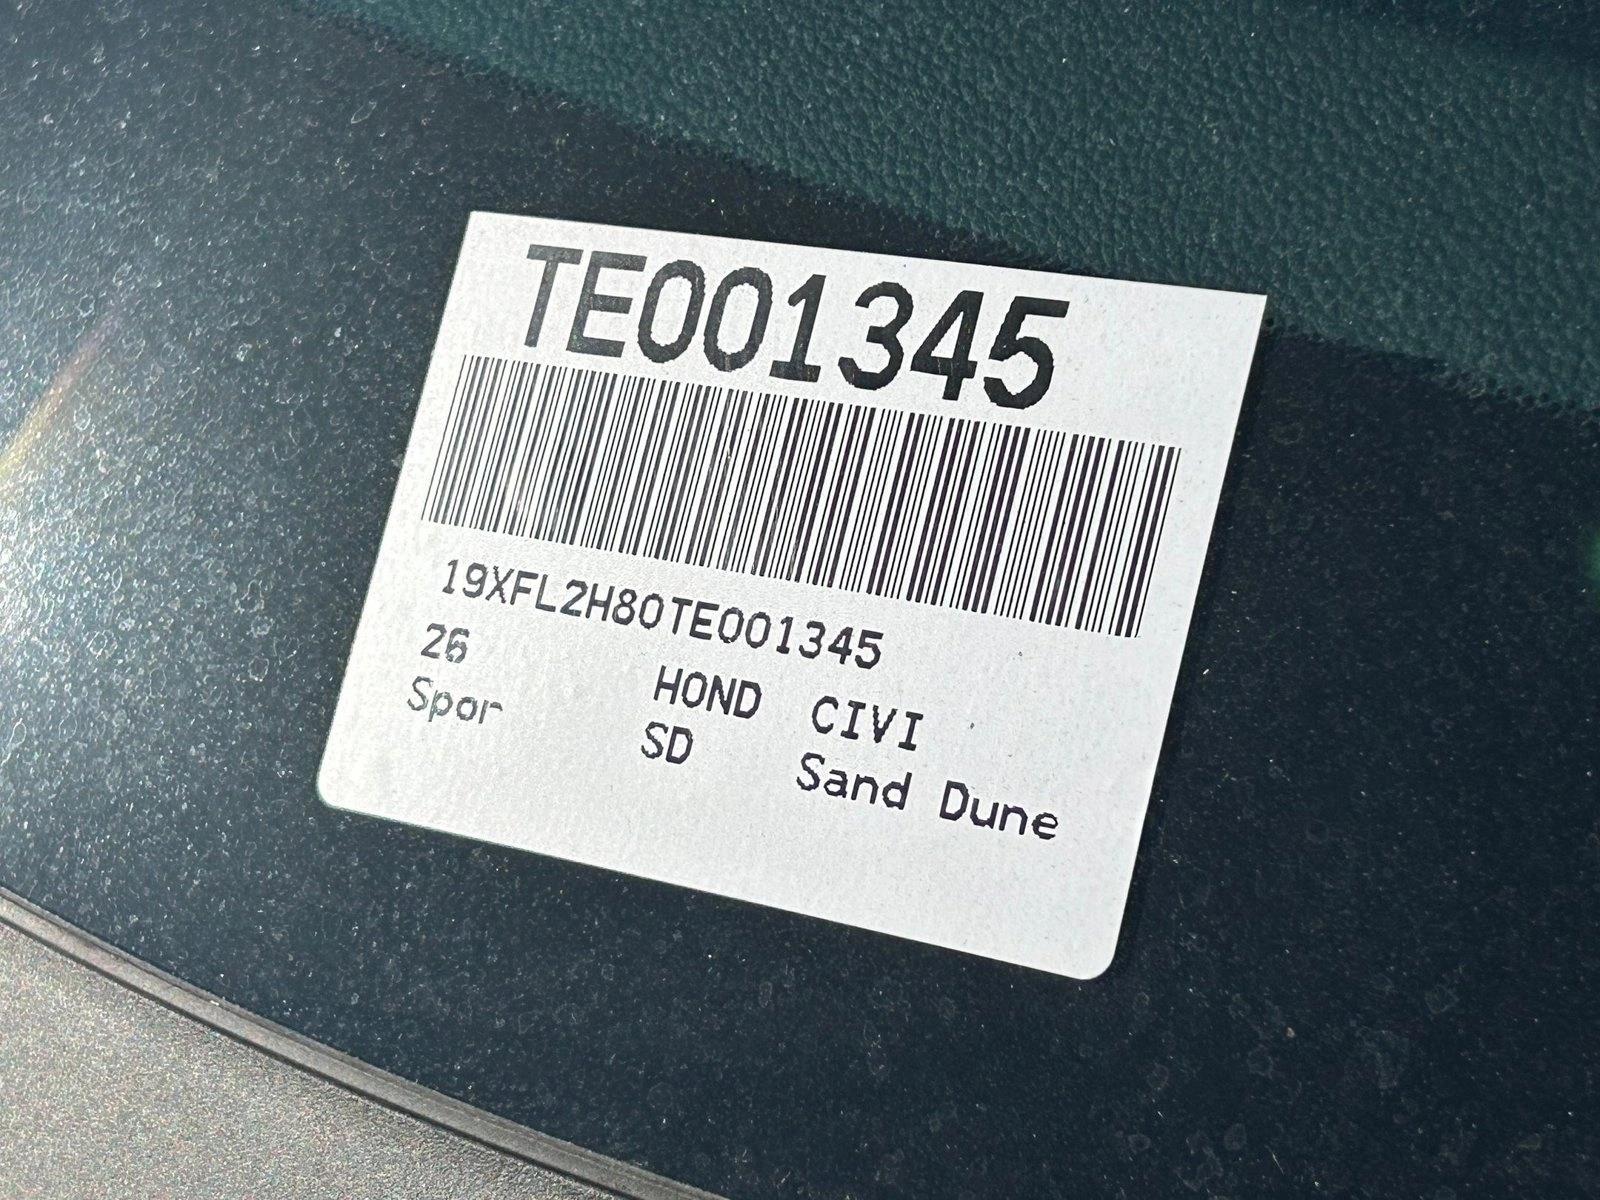 TE001345
19XFL2H80TE001345
26 HOND CIVI
Spor SD Sand Dune